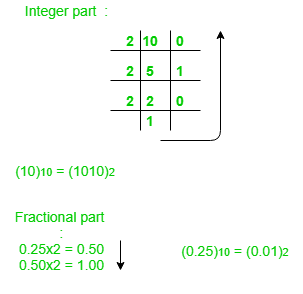 Integer part :
2 10 0
2 5 1
2 2 0
1
(10)10 = (1010)2
Fractional part
:
0.25x2 = 0.50
0.50x2 = 1.00
(0.25)10 = (0.01)2